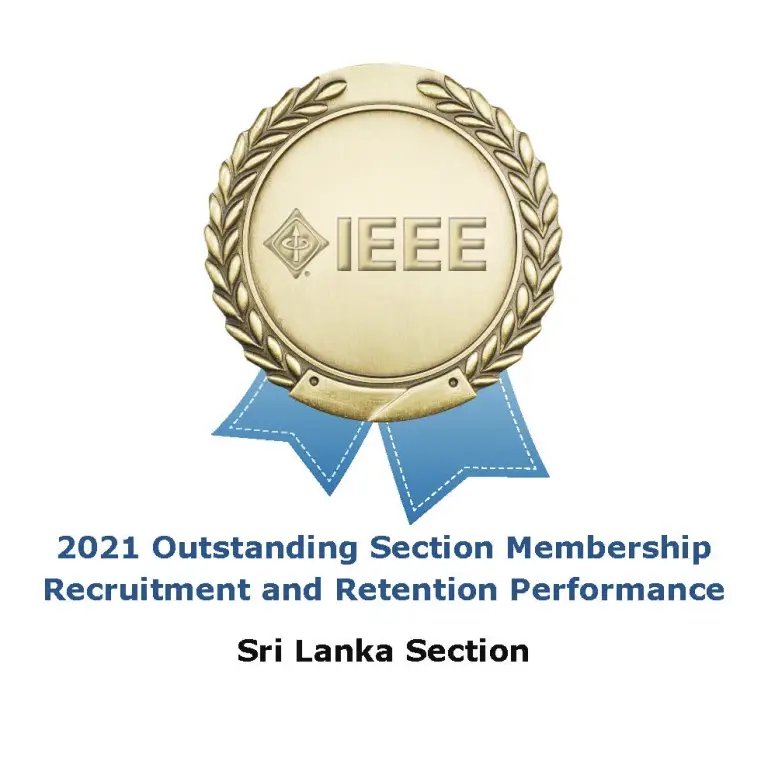 IEEE
2021 Outstanding Section Membership
Recruitment and Retention Performance
Sri Lanka Section